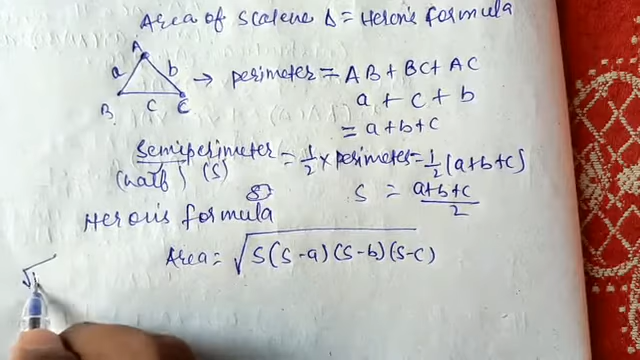 Area of scalene Δ = Heron's formula
A
a b → perimeter = AB + BC + AC
B C C
a + c + b
= a+b+c
Semiperimeter = 1/2 × perimeter = 1/2 (a+b+c)
(half) (S) S = a+b+c/2
Heron's formula
Area = √S(S-a)(S-b)(S-c)
√